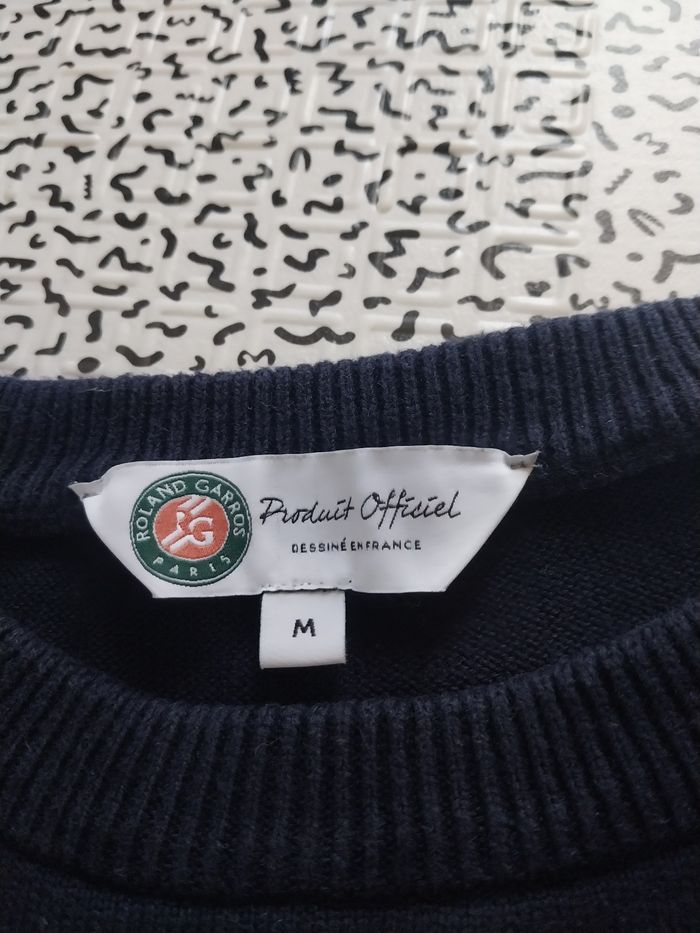 ROLAND GARROS
RG
PARIS
Produit Officiel
DESSINÉ EN FRANCE
M